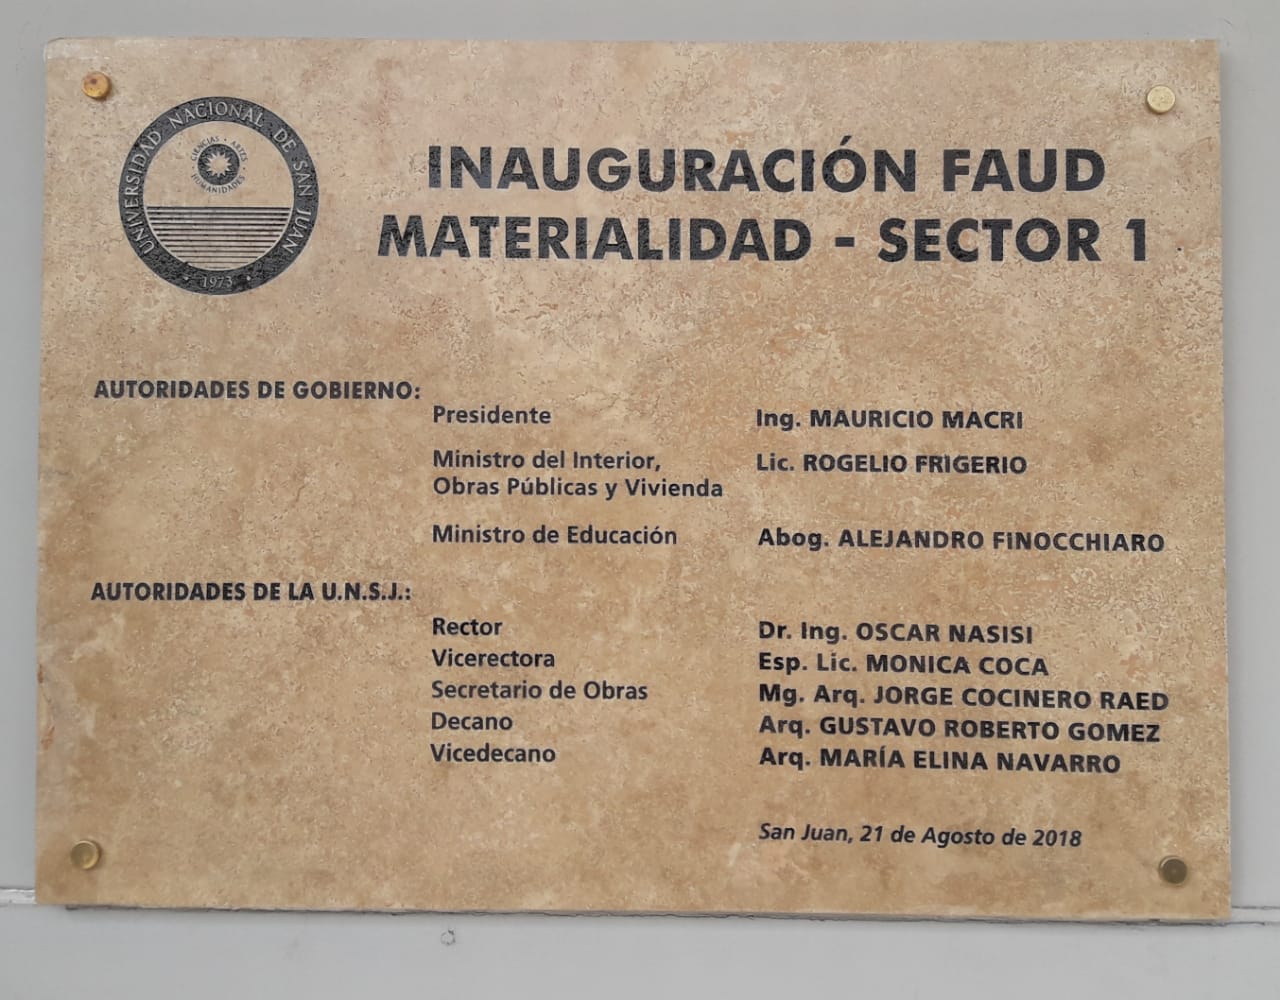 UNIVERSIDAD NACIONAL DE SAN JUAN
CIENCIAS · ARTES
HUMANIDADES
· 1973 ·
INAUGURACIÓN FAUD
MATERIALIDAD - SECTOR 1
AUTORIDADES DE GOBIERNO:
Presidente Ing. MAURICIO MACRI
Ministro del Interior, Lic. ROGELIO FRIGERIO
Obras Públicas y Vivienda
Ministro de Educación Abog. ALEJANDRO FINOCCHIARO
AUTORIDADES DE LA U.N.S.J.:
Rector Dr. Ing. OSCAR NASISI
Vicerectora Esp. Lic. MONICA COCA
Secretario de Obras Mg. Arq. JORGE COCINERO RAED
Decano Arq. GUSTAVO ROBERTO GOMEZ
Vicedecano Arq. MARÍA ELINA NAVARRO
San Juan, 21 de Agosto de 2018